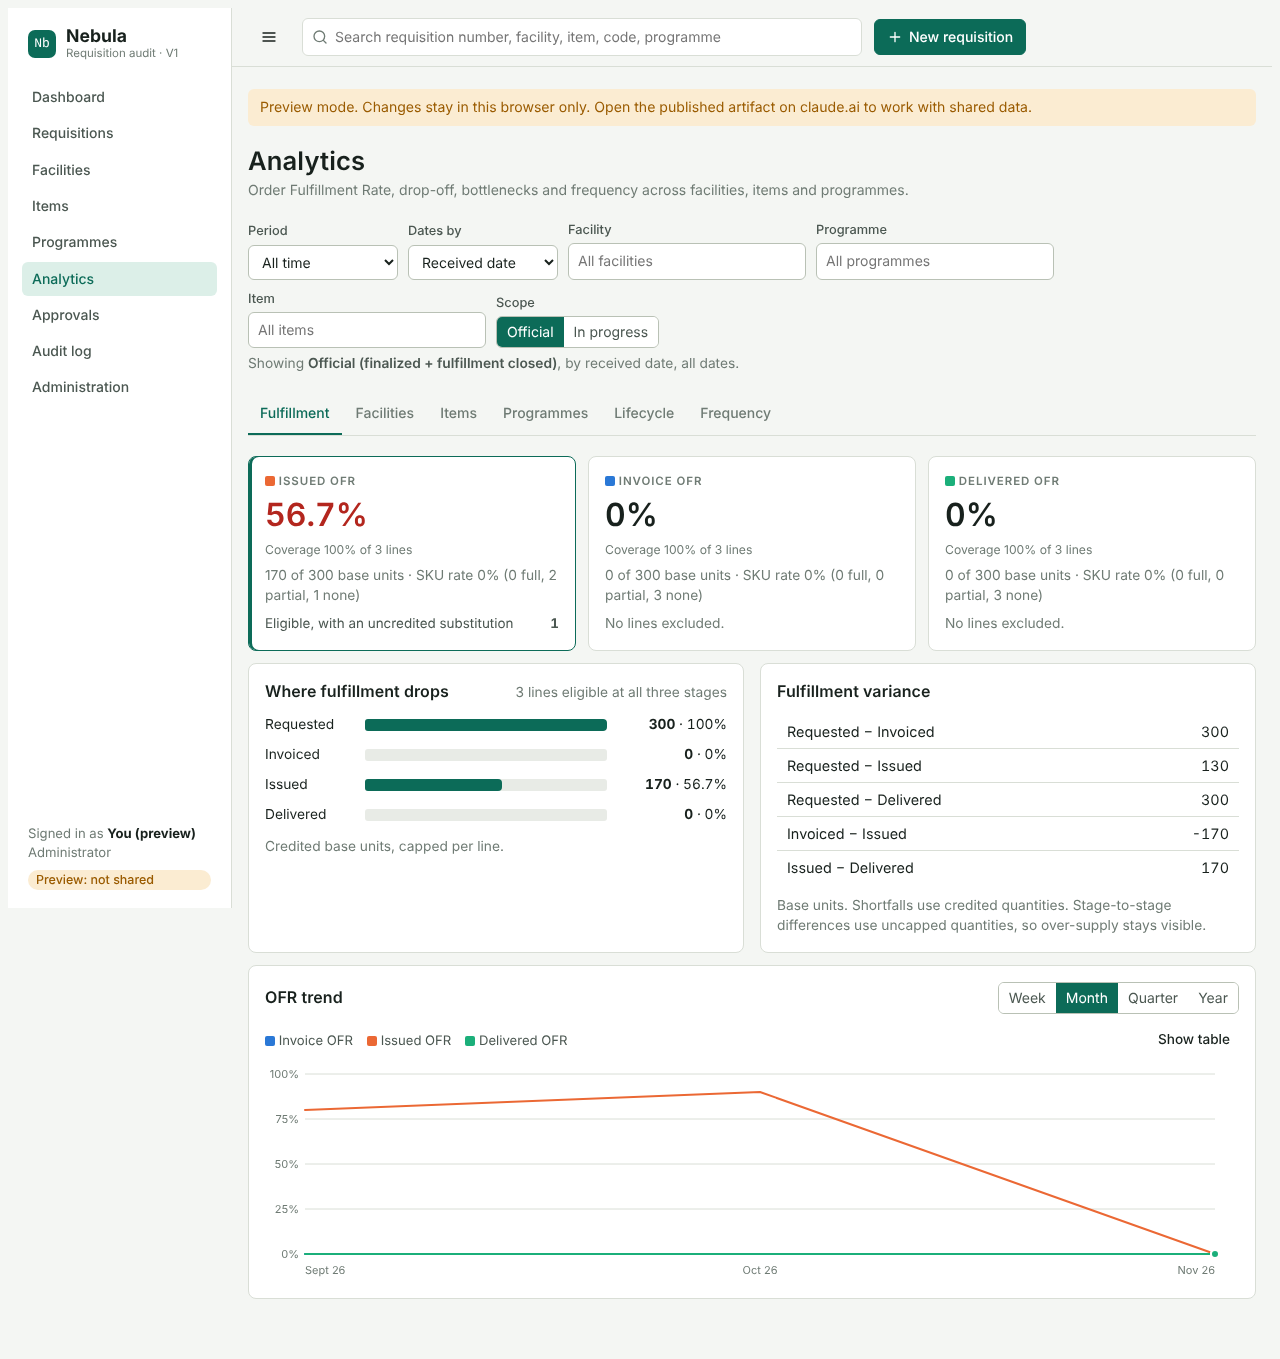 Nb
Nebula
Requisition audit · V1
Dashboard
Requisitions
Facilities
Items
Programmes
Analytics
Approvals
Audit log
Administration
Signed in as You (preview)
Administrator
Preview: not shared
Search requisition number, facility, item, code, programme
New requisition
Preview mode. Changes stay in this browser only. Open the published artifact on claude.ai to work with shared data.
Analytics
Order Fulfillment Rate, drop-off, bottlenecks and frequency across facilities, items and programmes.
Period
All time
Dates by
Received date
Facility
All facilities
Programme
All programmes
Item
All items
Scope
Official In progress
Showing Official (finalized + fulfillment closed), by received date, all dates.
Fulfillment Facilities Items Programmes Lifecycle Frequency
ISSUED OFR
56.7%
Coverage 100% of 3 lines
170 of 300 base units · SKU rate 0% (0 full, 2
partial, 1 none)
Eligible, with an uncredited substitution 1
INVOICE OFR
0%
Coverage 100% of 3 lines
0 of 300 base units · SKU rate 0% (0 full, 0
partial, 3 none)
No lines excluded.
DELIVERED OFR
0%
Coverage 100% of 3 lines
0 of 300 base units · SKU rate 0% (0 full, 0
partial, 3 none)
No lines excluded.
Where fulfillment drops 3 lines eligible at all three stages
Requested 300 · 100%
Invoiced 0 · 0%
Issued 170 · 56.7%
Delivered 0 · 0%
Credited base units, capped per line.
Fulfillment variance
Requested − Invoiced 300
Requested − Issued 130
Requested − Delivered 300
Invoiced − Issued -170
Issued − Delivered 170
Base units. Shortfalls use credited quantities. Stage-to-stage
differences use uncapped quantities, so over-supply stays visible.
OFR trend
Week Month Quarter Year
Invoice OFR Issued OFR Delivered OFR
Show table
100%
75%
50%
25%
0%
Sept 26 Oct 26 Nov 26